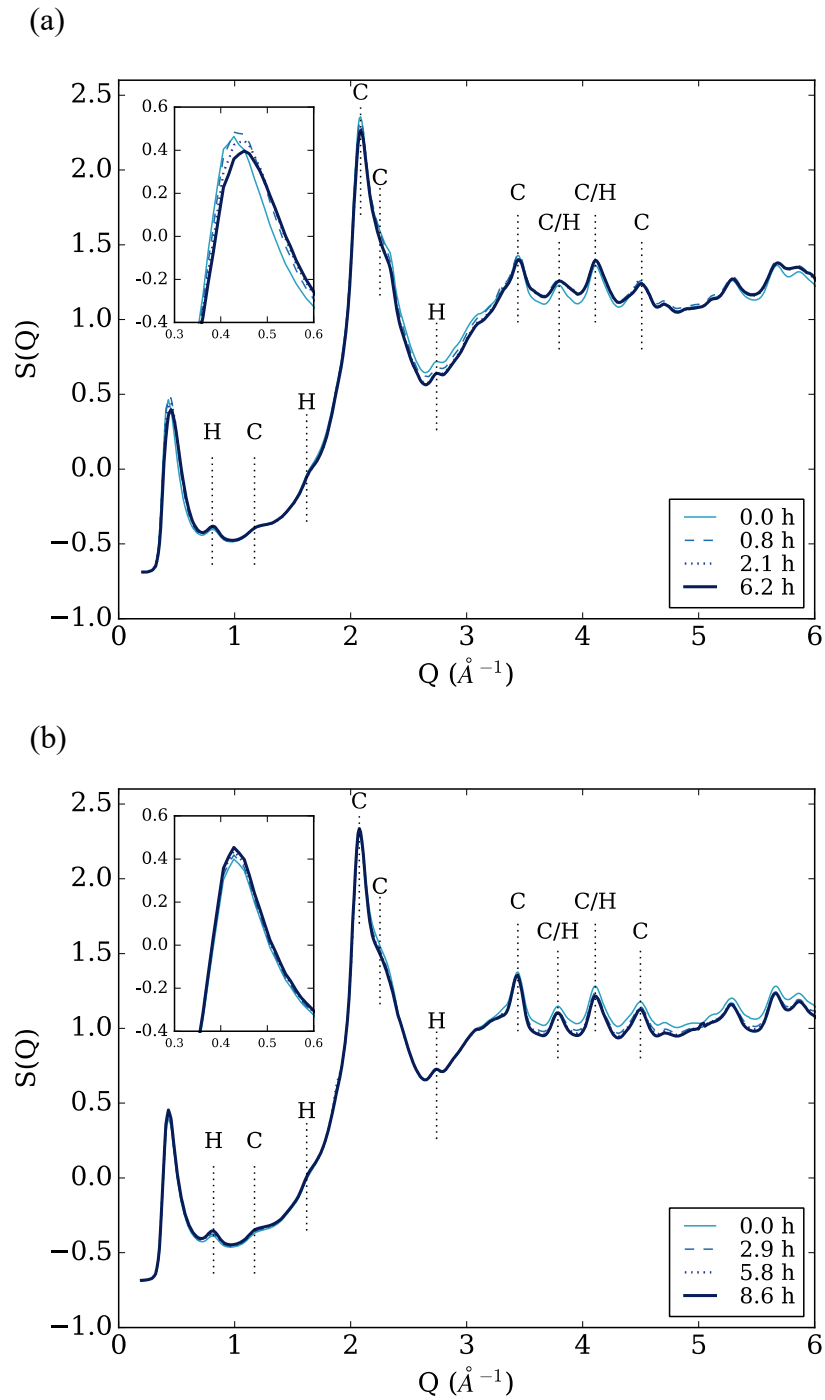 (a)
S(Q)
2.5
2.0
1.5
1.0
0.5
0.0
−0.5
−1.0
0.6
0.4
0.2
0.0
−0.2
−0.4
0.3 0.4 0.5 0.6
C
C
C
C/H
C/H
C
H
H
H C
0.0 h
0.8 h
2.1 h
6.2 h
0 1 2 3 4 5 6
Q (Å⁻¹)
(b)
S(Q)
2.5
2.0
1.5
1.0
0.5
0.0
−0.5
−1.0
0.6
0.4
0.2
0.0
−0.2
−0.4
0.3 0.4 0.5 0.6
C
C
C
C/H
C/H
C
H
H
H C
0.0 h
2.9 h
5.8 h
8.6 h
0 1 2 3 4 5 6
Q (Å⁻¹)